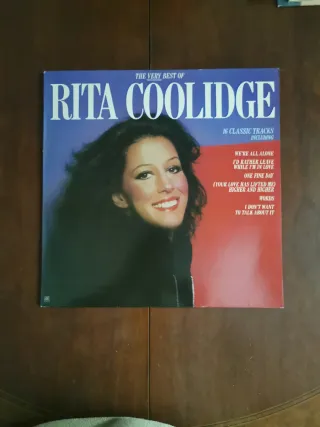 THE VERY BEST OF
RITA COOLIDGE
16 CLASSIC TRACKS
INCLUDING
WE'RE ALL ALONE
I'D RATHER LEAVE
WHILE I'M IN LOVE
ONE FINE DAY
(YOUR LOVE HAS LIFTED ME)
HIGHER AND HIGHER
WORDS
I DON'T WANT
TO TALK ABOUT IT